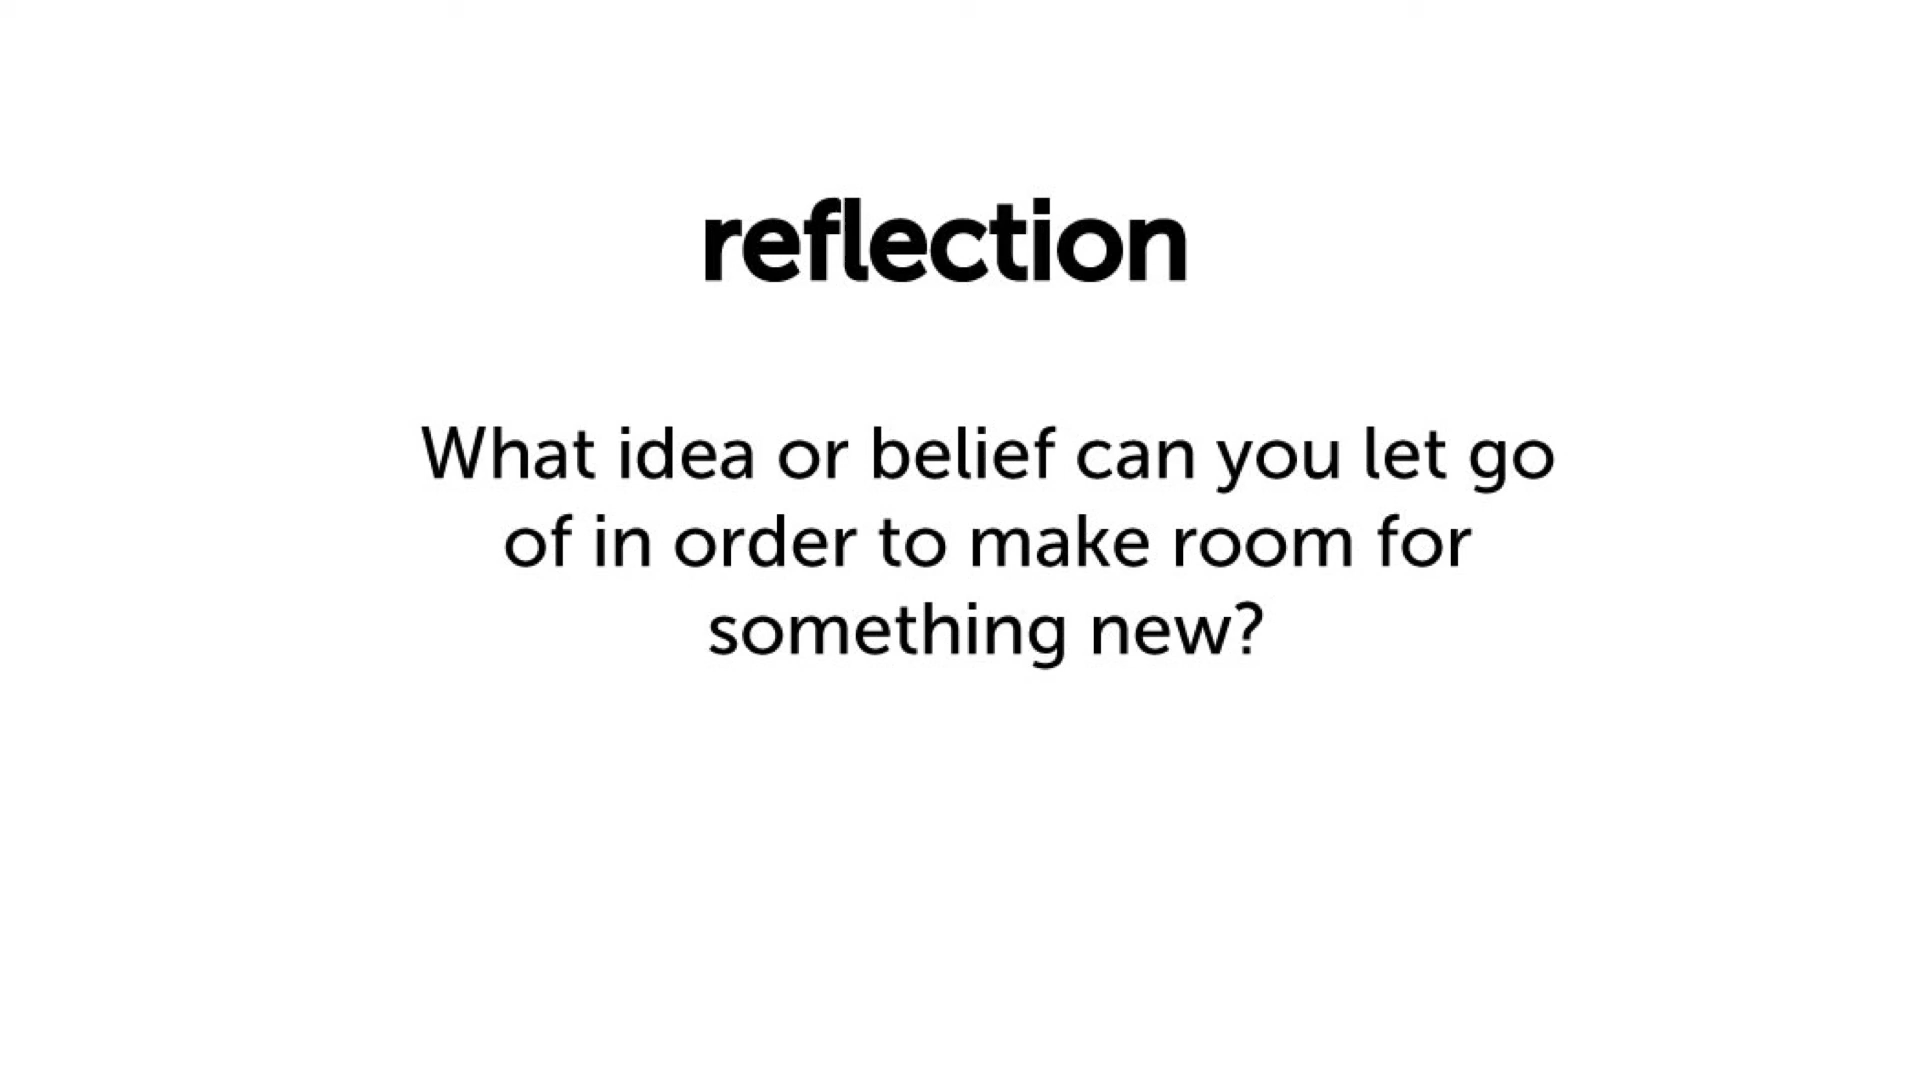 reflection
What idea or belief can you let go
of in order to make room for
something new?